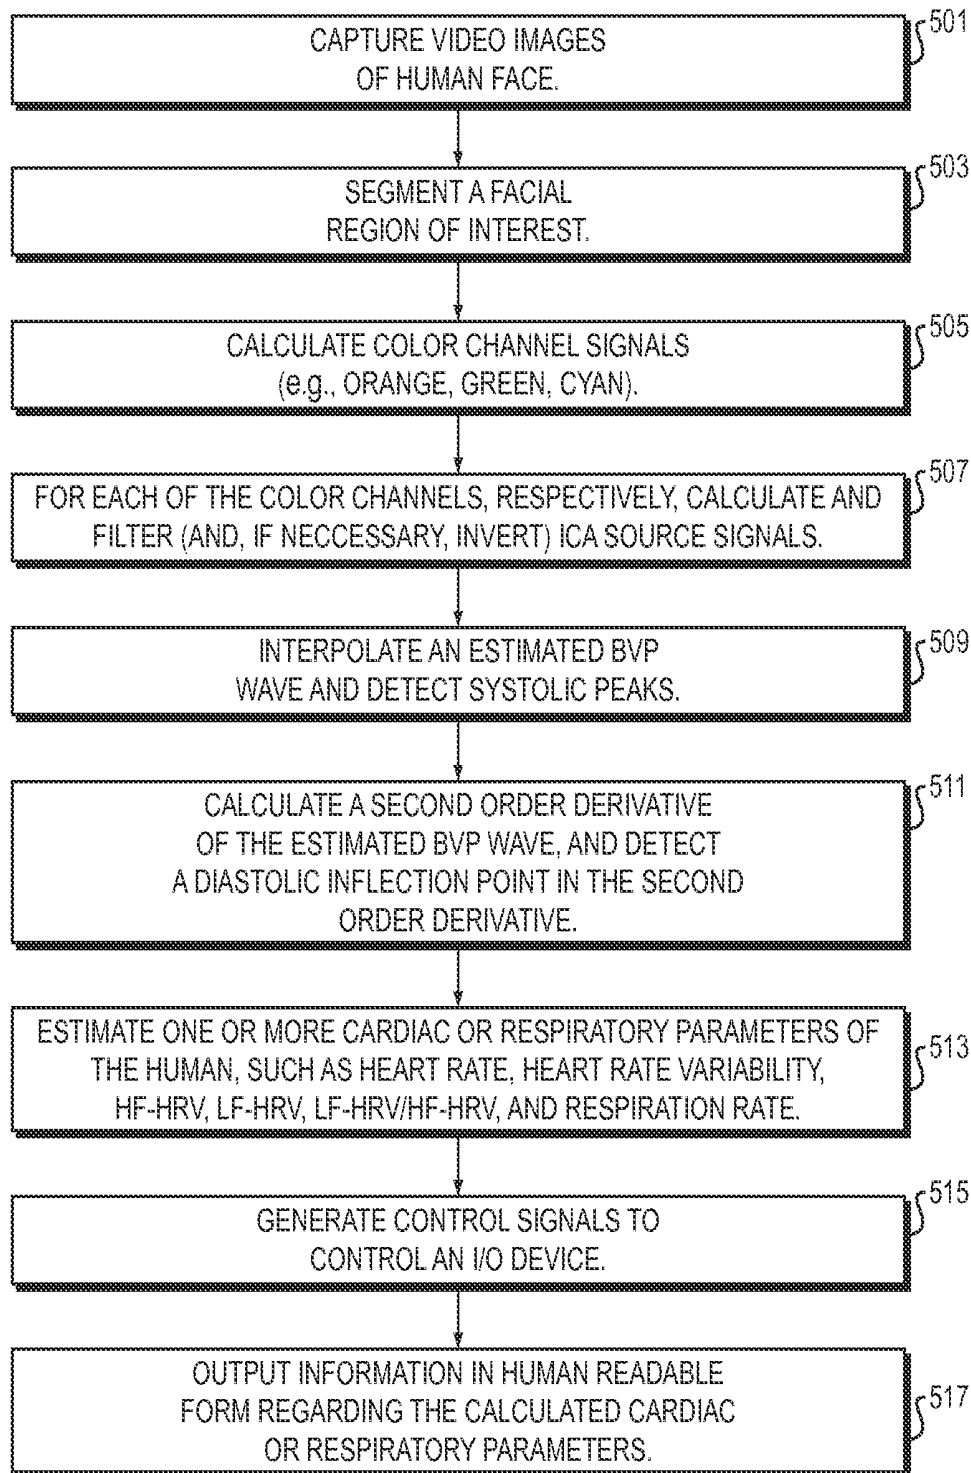 CAPTURE VIDEO IMAGES
OF HUMAN FACE.
501
SEGMENT A FACIAL
REGION OF INTEREST.
503
CALCULATE COLOR CHANNEL SIGNALS
(e.g., ORANGE, GREEN, CYAN).
505
FOR EACH OF THE COLOR CHANNELS, RESPECTIVELY, CALCULATE AND
FILTER (AND, IF NECCESSARY, INVERT) ICA SOURCE SIGNALS.
507
INTERPOLATE AN ESTIMATED BVP
WAVE AND DETECT SYSTOLIC PEAKS.
509
CALCULATE A SECOND ORDER DERIVATIVE
OF THE ESTIMATED BVP WAVE, AND DETECT
A DIASTOLIC INFLECTION POINT IN THE SECOND
ORDER DERIVATIVE.
511
ESTIMATE ONE OR MORE CARDIAC OR RESPIRATORY PARAMETERS OF
THE HUMAN, SUCH AS HEART RATE, HEART RATE VARIABILITY,
HF-HRV, LF-HRV, LF-HRV/HF-HRV, AND RESPIRATION RATE.
513
GENERATE CONTROL SIGNALS TO
CONTROL AN I/O DEVICE.
515
OUTPUT INFORMATION IN HUMAN READABLE
FORM REGARDING THE CALCULATED CARDIAC
OR RESPIRATORY PARAMETERS.
517